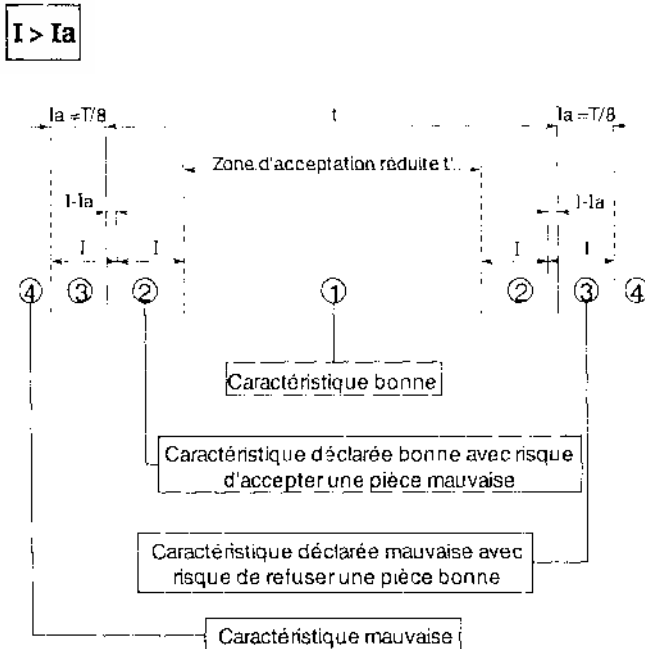 I > Ia
Ia = T/8 t Ia = T/8
Zone d'acceptation réduite t'..
I-Ia I-Ia
I I I I
④ ③ ② ① ② ③ ④
Caractéristique bonne
Caractéristique déclarée bonne avec risque
d'accepter une pièce mauvaise
Caractéristique déclarée mauvaise avec
risque de refuser une pièce bonne
Caractéristique mauvaise